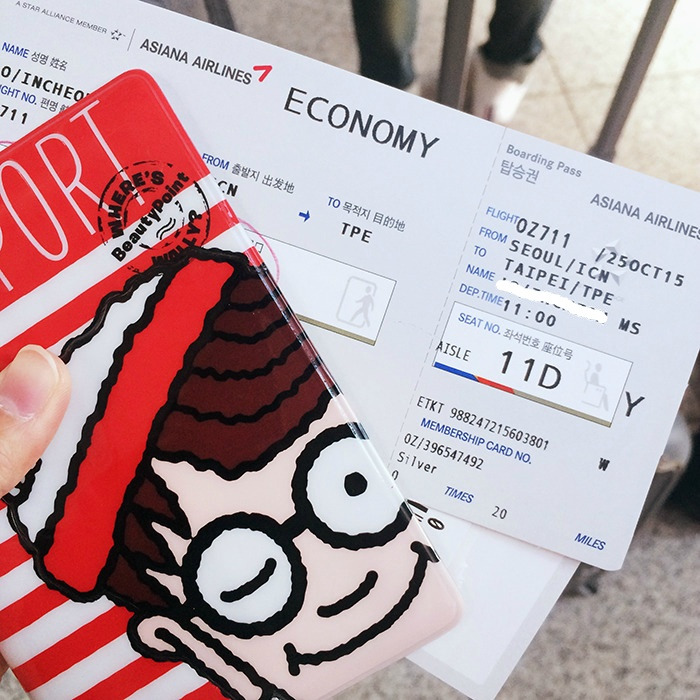 A STAR ALLIANCE MEMBER
ASIANA AIRLINES
ECONOMY
NAME 성명 姓名
O/INCHEO
IGHT NO. 편명
711
FROM 출발지 出发地
CN
TO 목적지 目的地
TPE
PORT
WHERE'S
BeautyPoint
WALLY?
Boarding Pass
탑승권
ASIANA AIRLINES
FLIGHT OZ711 /25OCT15
FROM SEOUL/ICN
TO TAIPEI/TPE
NAME MS
DEP.TIME 11:00
SEAT NO. 좌석번호 座位号
AISLE 11D
Y
ETKT 988247215603801
W
MEMBERSHIP CARD NO.
OZ/396547492
Silver
TIMES 20 MILES